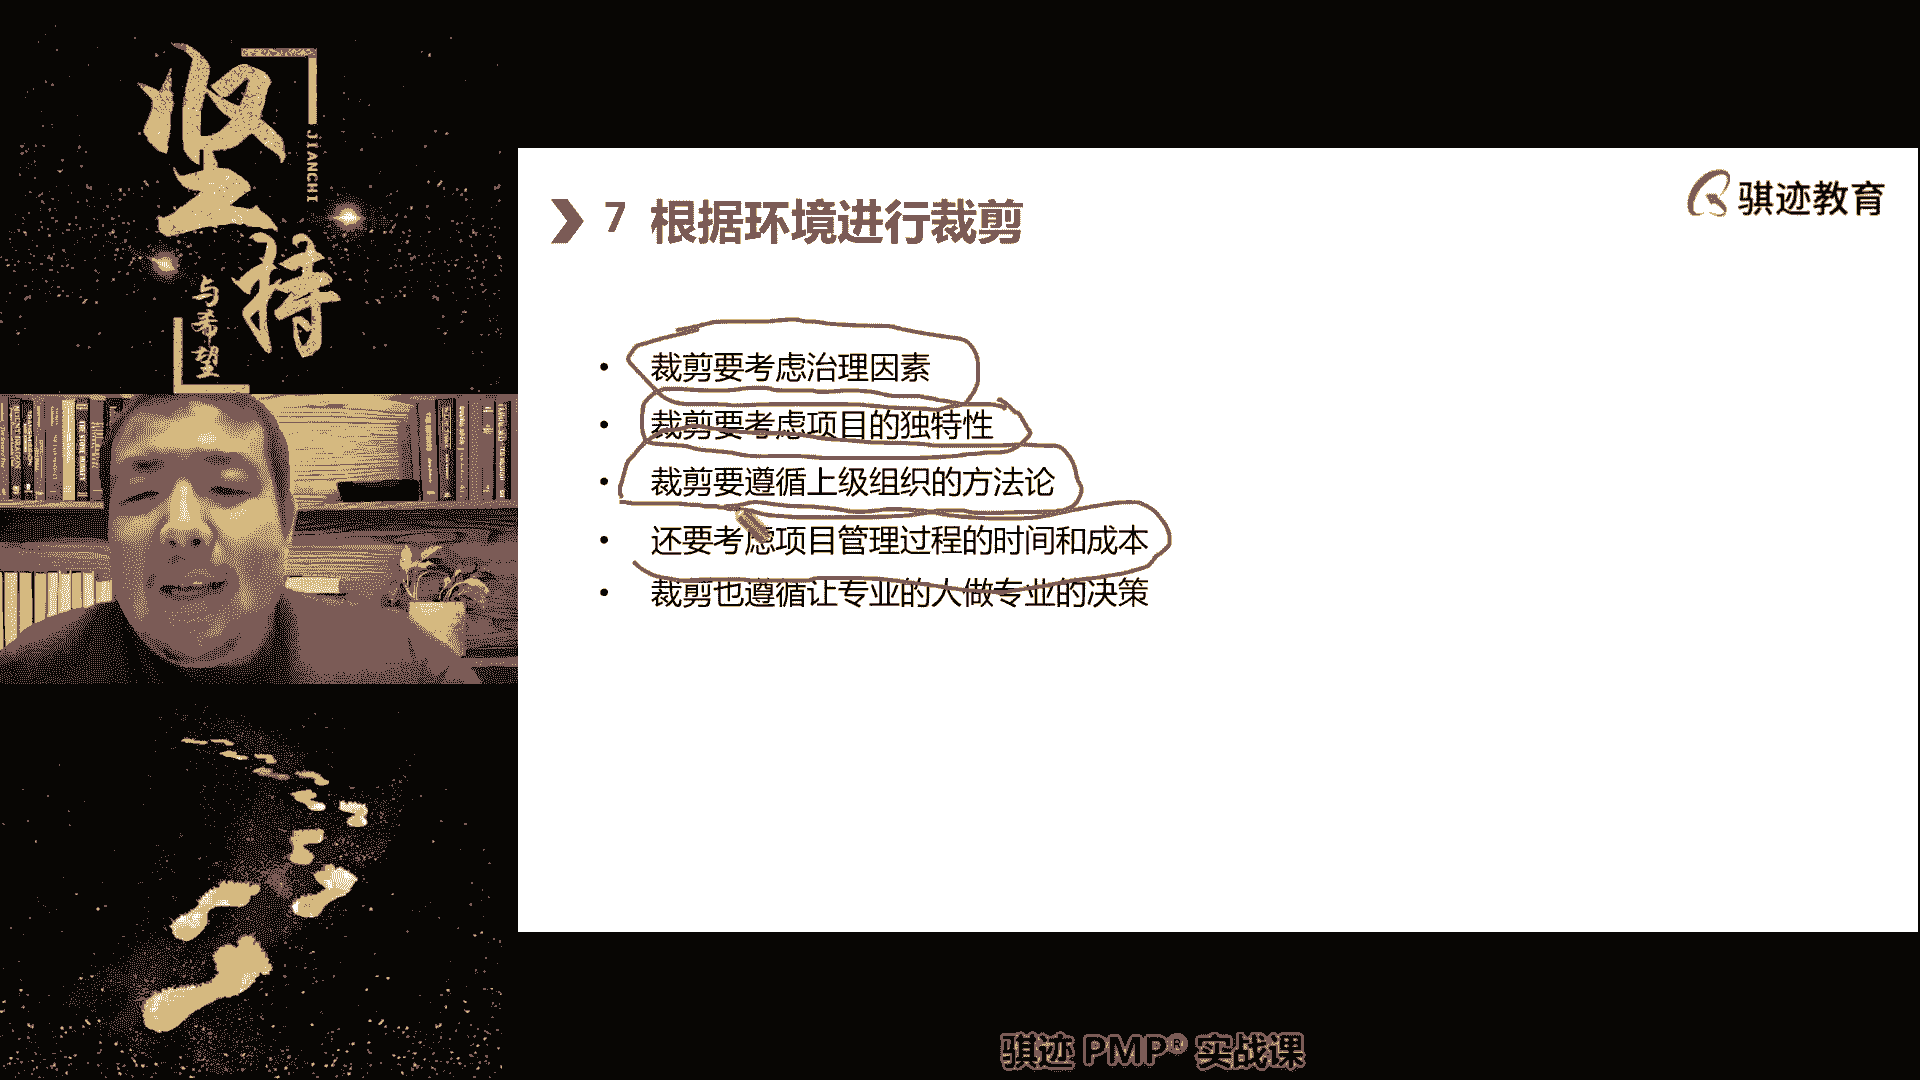 坚持
JIANCHI
与希望
骐迹教育
7 根据环境进行裁剪
• 裁剪要考虑治理因素
• 裁剪要考虑项目的独特性
• 裁剪要遵循上级组织的方法论
• 还要考虑项目管理过程的时间和成本
• 裁剪也遵循让专业的人做专业的决策
骐迹 PMP® 实战课